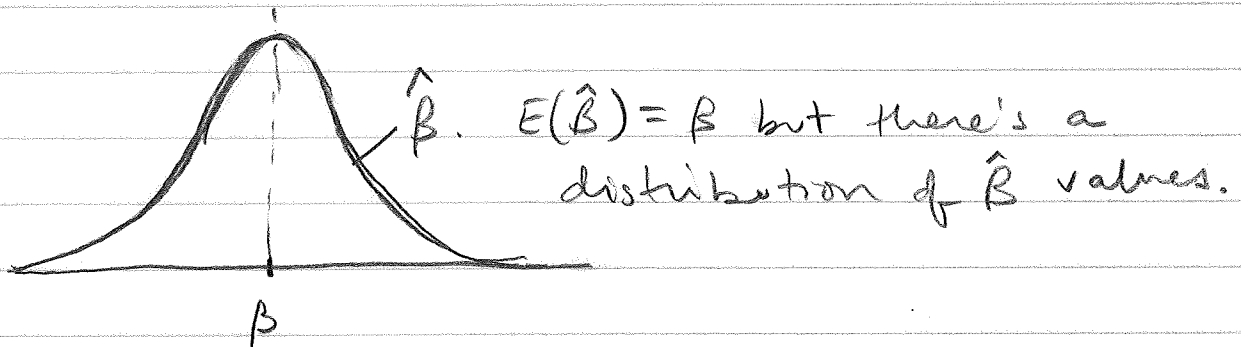 β̂. E(β̂) = β but there's a
distribution of β̂ values.
β